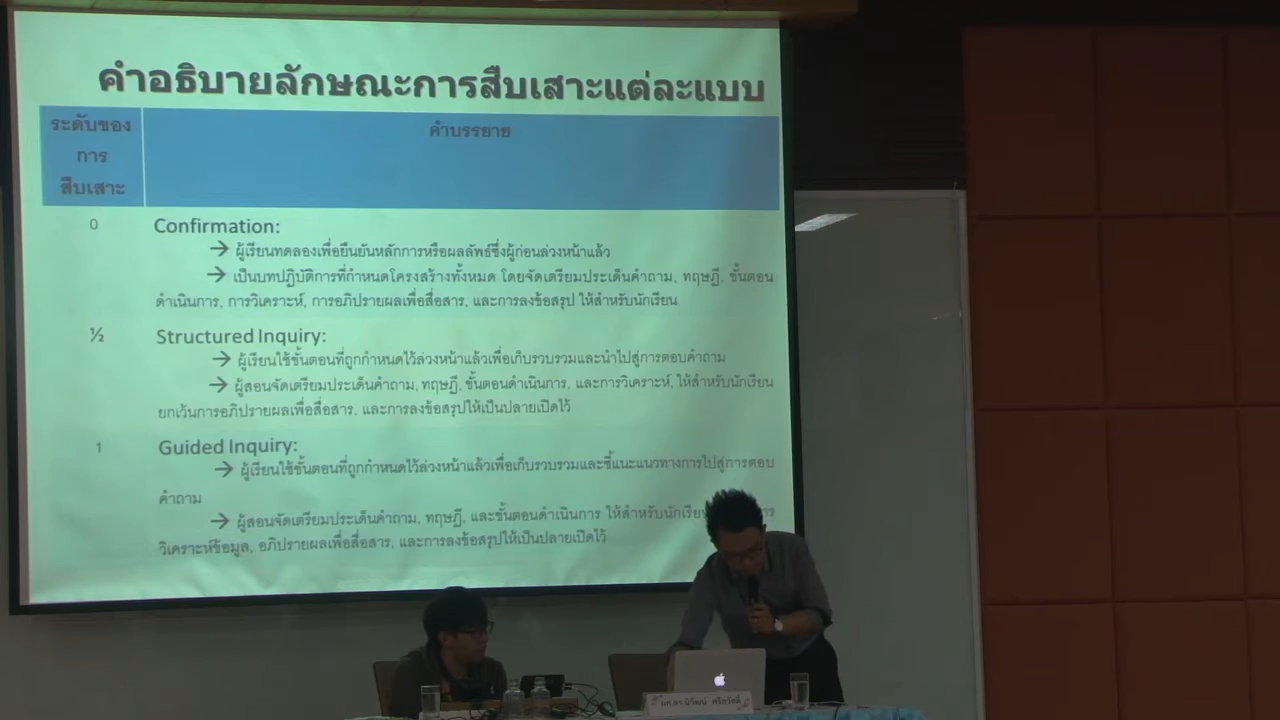 คำอธิบายลักษณะการสืบเสาะแต่ละแบบ
ระดับของ
การ
สืบเสาะ
คำบรรยาย
0
Confirmation:
→ ผู้เรียนทดลองเพื่อยืนยันหลักการหรือผลลัพธ์ซึ่งผู้ก่อนล่วงหน้าแล้ว
→ เป็นบทปฏิบัติการที่กำหนดโครงสร้างทั้งหมด โดยจัดเตรียมประเด็นคำถาม, ทฤษฎี, ขั้นตอน
ดำเนินการ, การวิเคราะห์, การอภิปรายผลเพื่อสื่อสาร, และการลงข้อสรุป ให้สำหรับนักเรียน
½
Structured Inquiry:
→ ผู้เรียนใช้ขั้นตอนที่ถูกกำหนดไว้ล่วงหน้าแล้วเพื่อเก็บรวบรวมและนำไปสู่การตอบคำถาม
→ ผู้สอนจัดเตรียมประเด็นคำถาม, ทฤษฎี, ขั้นตอนดำเนินการ, และการวิเคราะห์, ให้สำหรับนักเรียน
ยกเว้นการอภิปรายผลเพื่อสื่อสาร, และการลงข้อสรุปให้เป็นปลายเปิดไว้
1
Guided Inquiry:
→ ผู้เรียนใช้ขั้นตอนที่ถูกกำหนดไว้ล่วงหน้าแล้วเพื่อเก็บรวบรวมและชี้แนะแนวทางการไปสู่การตอบ
คำถาม
→ ผู้สอนจัดเตรียมประเด็นคำถาม, ทฤษฎี, และขั้นตอนดำเนินการ ให้สำหรับนักเรีย การ
วิเคราะห์ข้อมูล, อภิปรายผลเพื่อสื่อสาร, และการลงข้อสรุปให้เป็นปลายเปิดไว้
ผศ.ดร.นิวัฒน์ ศรีสวัสดิ์